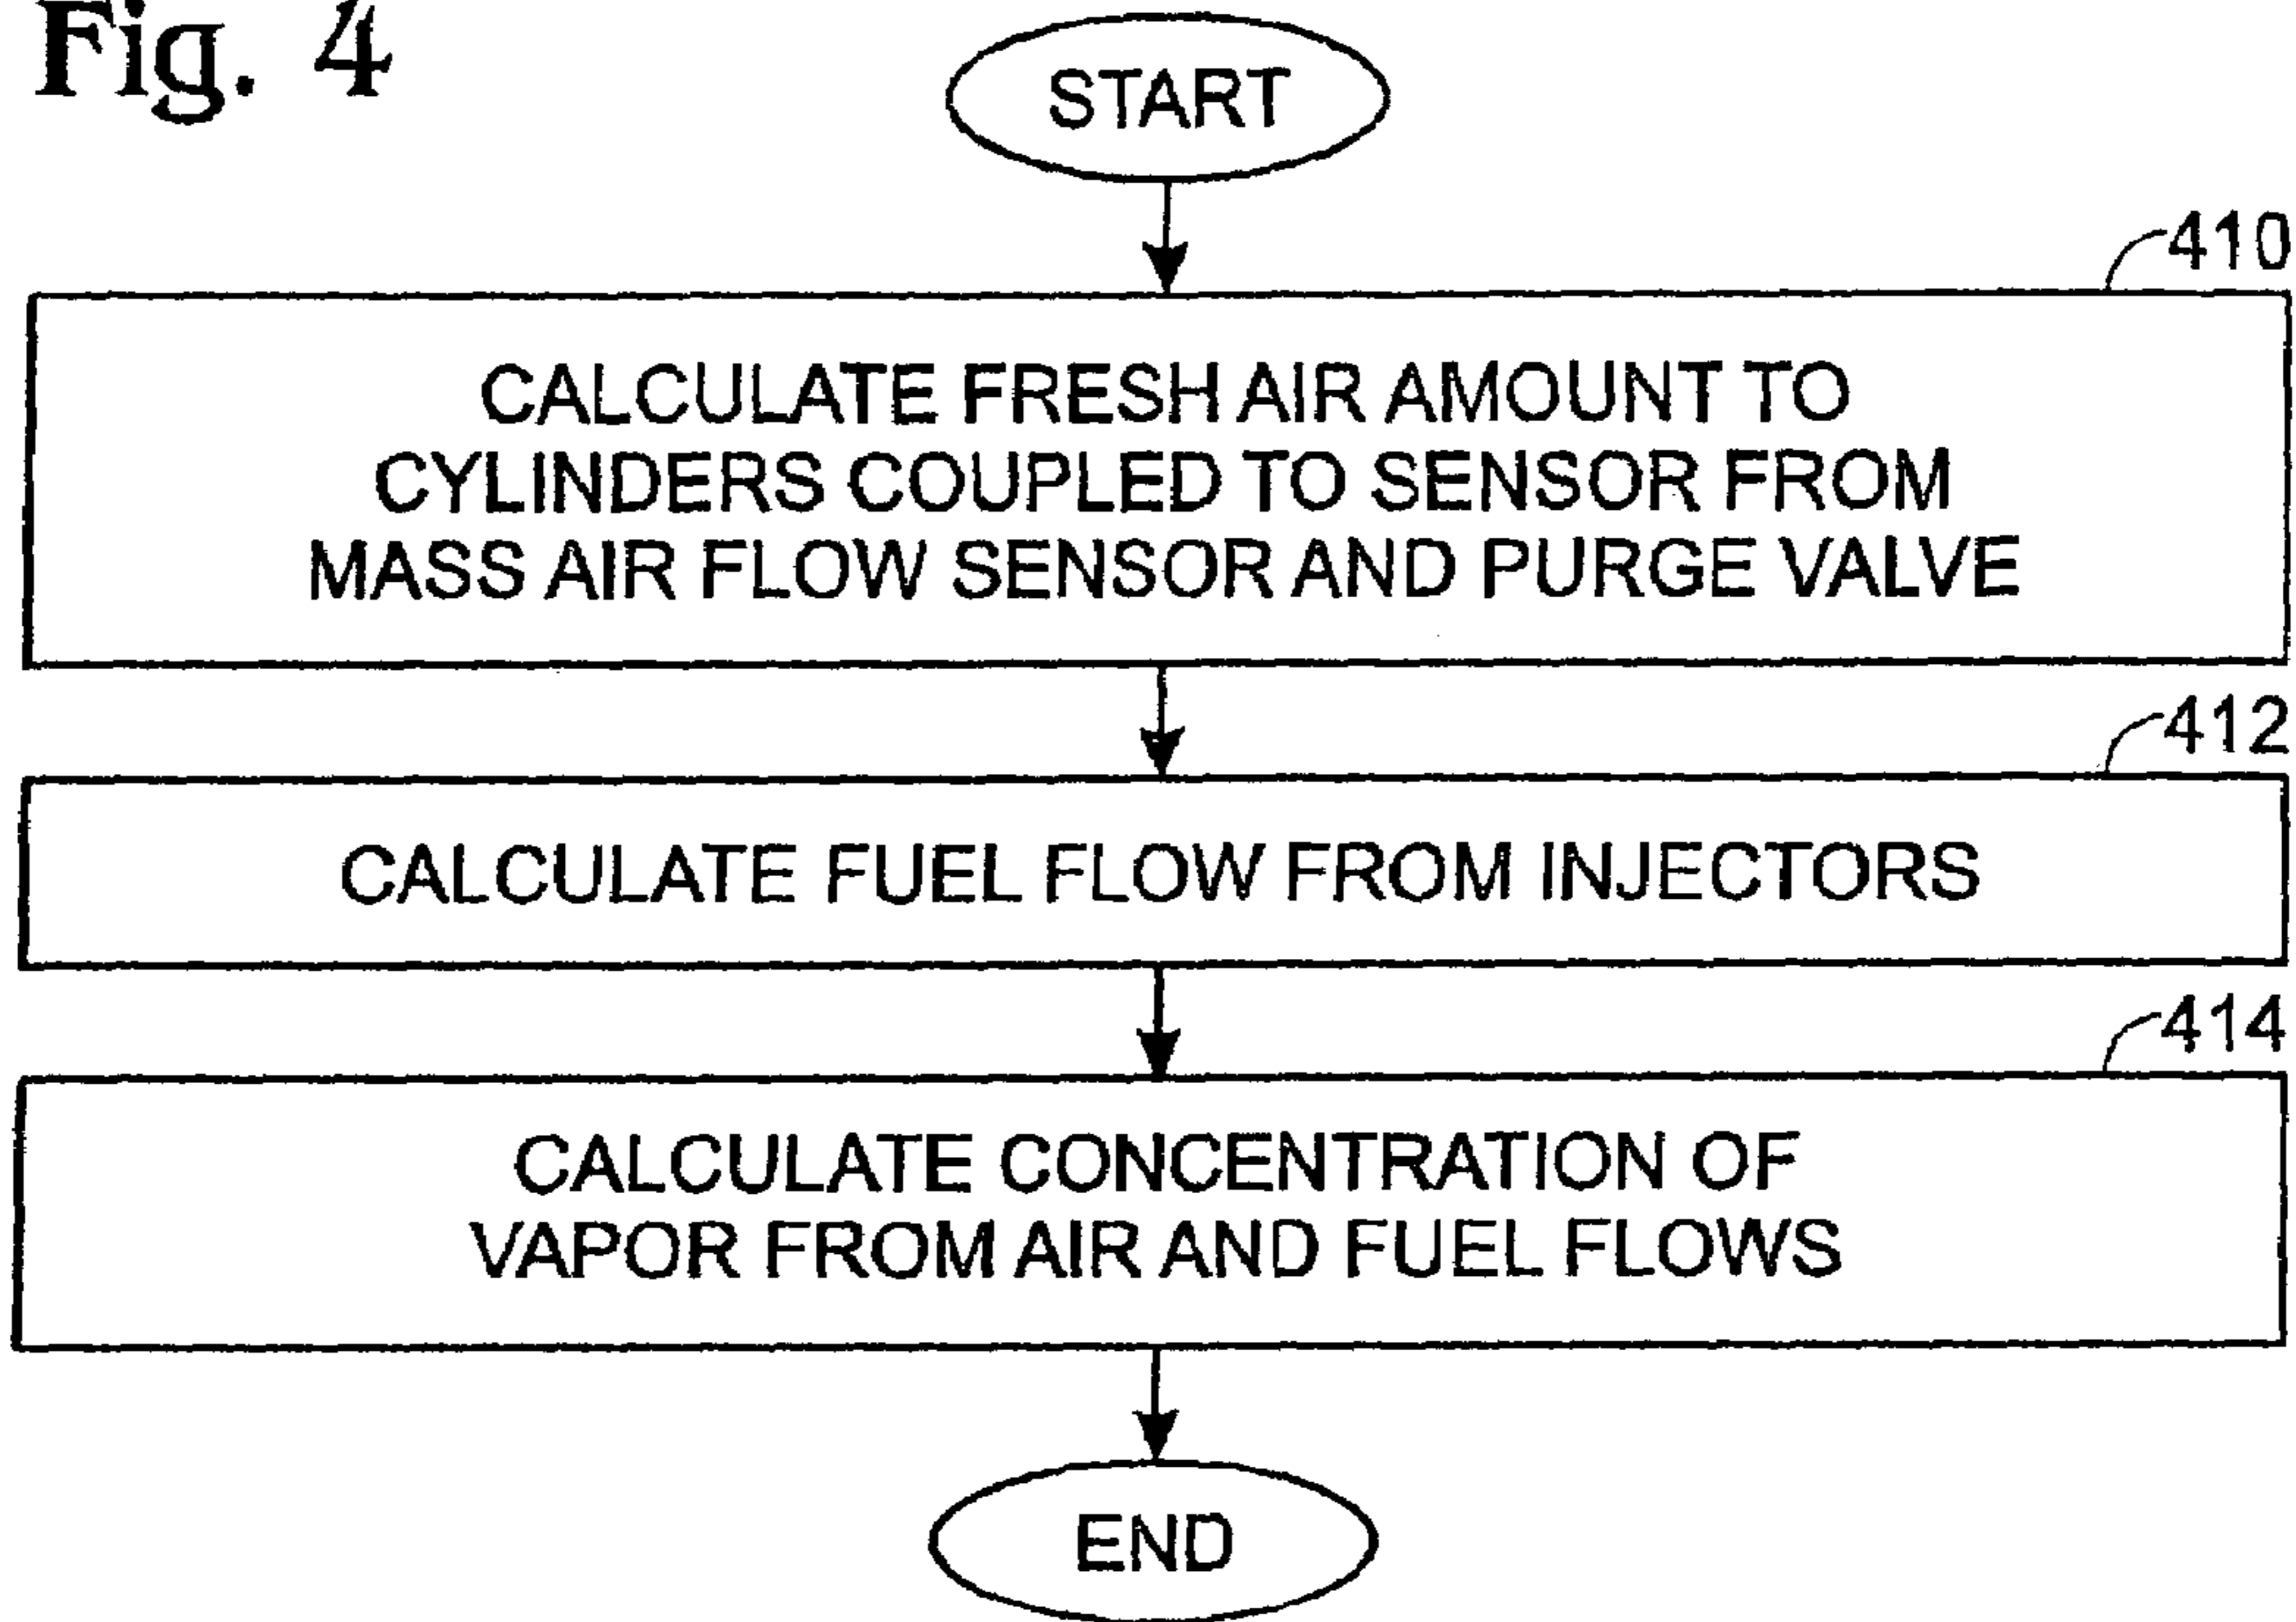 Fig. 4
START
410
CALCULATE FRESH AIR AMOUNT TO
CYLINDERS COUPLED TO SENSOR FROM
MASS AIR FLOW SENSOR AND PURGE VALVE
412
CALCULATE FUEL FLOW FROM INJECTORS
414
CALCULATE CONCENTRATION OF
VAPOR FROM AIR AND FUEL FLOWS
END